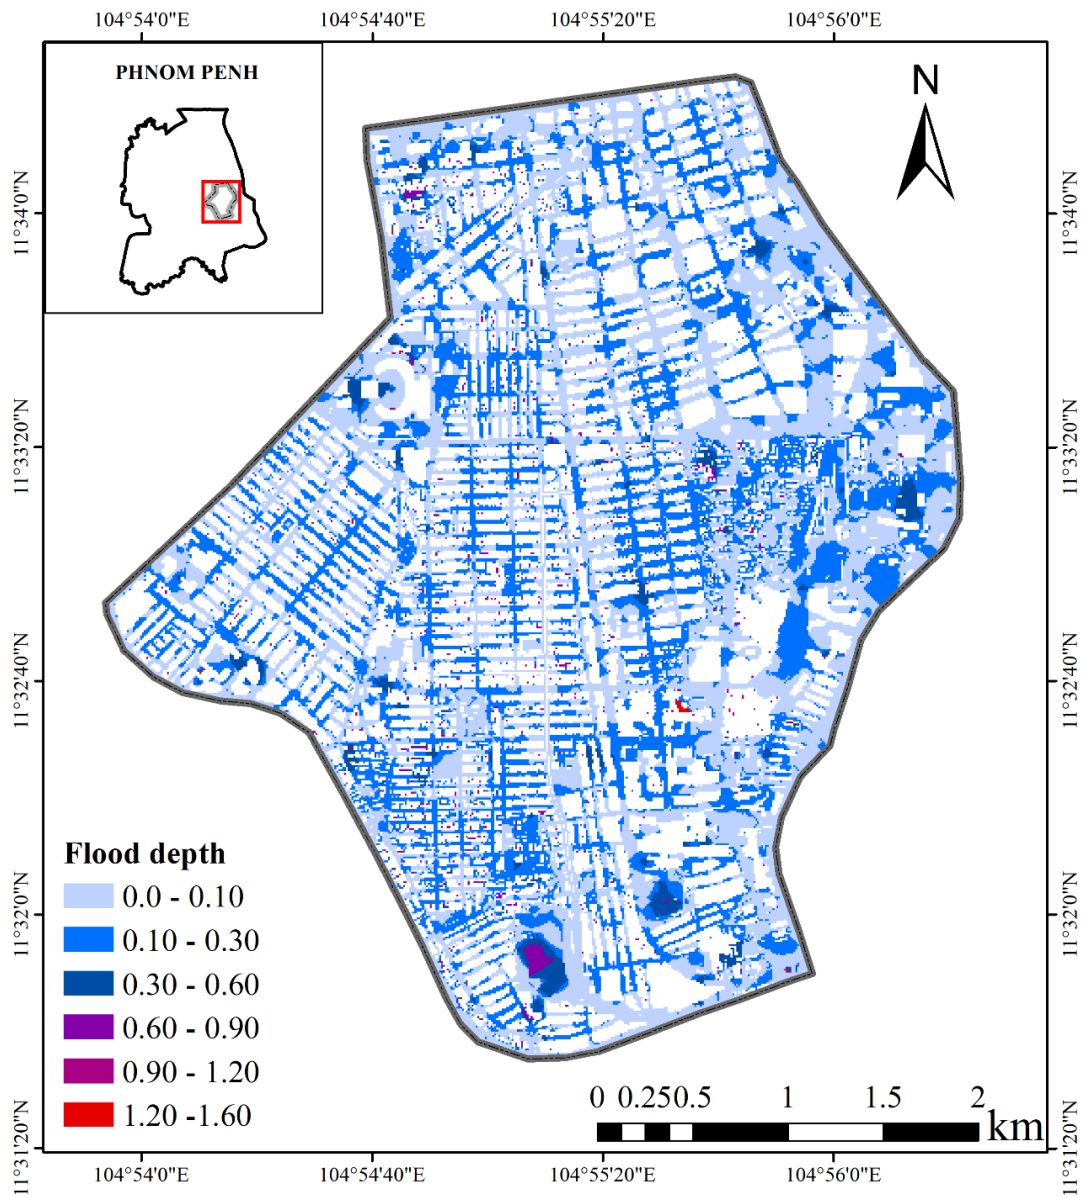 104°54'0"E 104°54'40"E 104°55'20"E 104°56'0"E
PHNOM PENH
N
11°34'0"N 11°34'0"N
11°33'20"N 11°33'20"N
11°32'40"N 11°32'40"N
11°32'0"N 11°32'0"N
11°31'20"N 11°31'20"N
Flood depth
0.0 - 0.10
0.10 - 0.30
0.30 - 0.60
0.60 - 0.90
0.90 - 1.20
1.20 -1.60
0 0.25 0.5 1 1.5 2
km
104°54'0"E 104°54'40"E 104°55'20"E 104°56'0"E